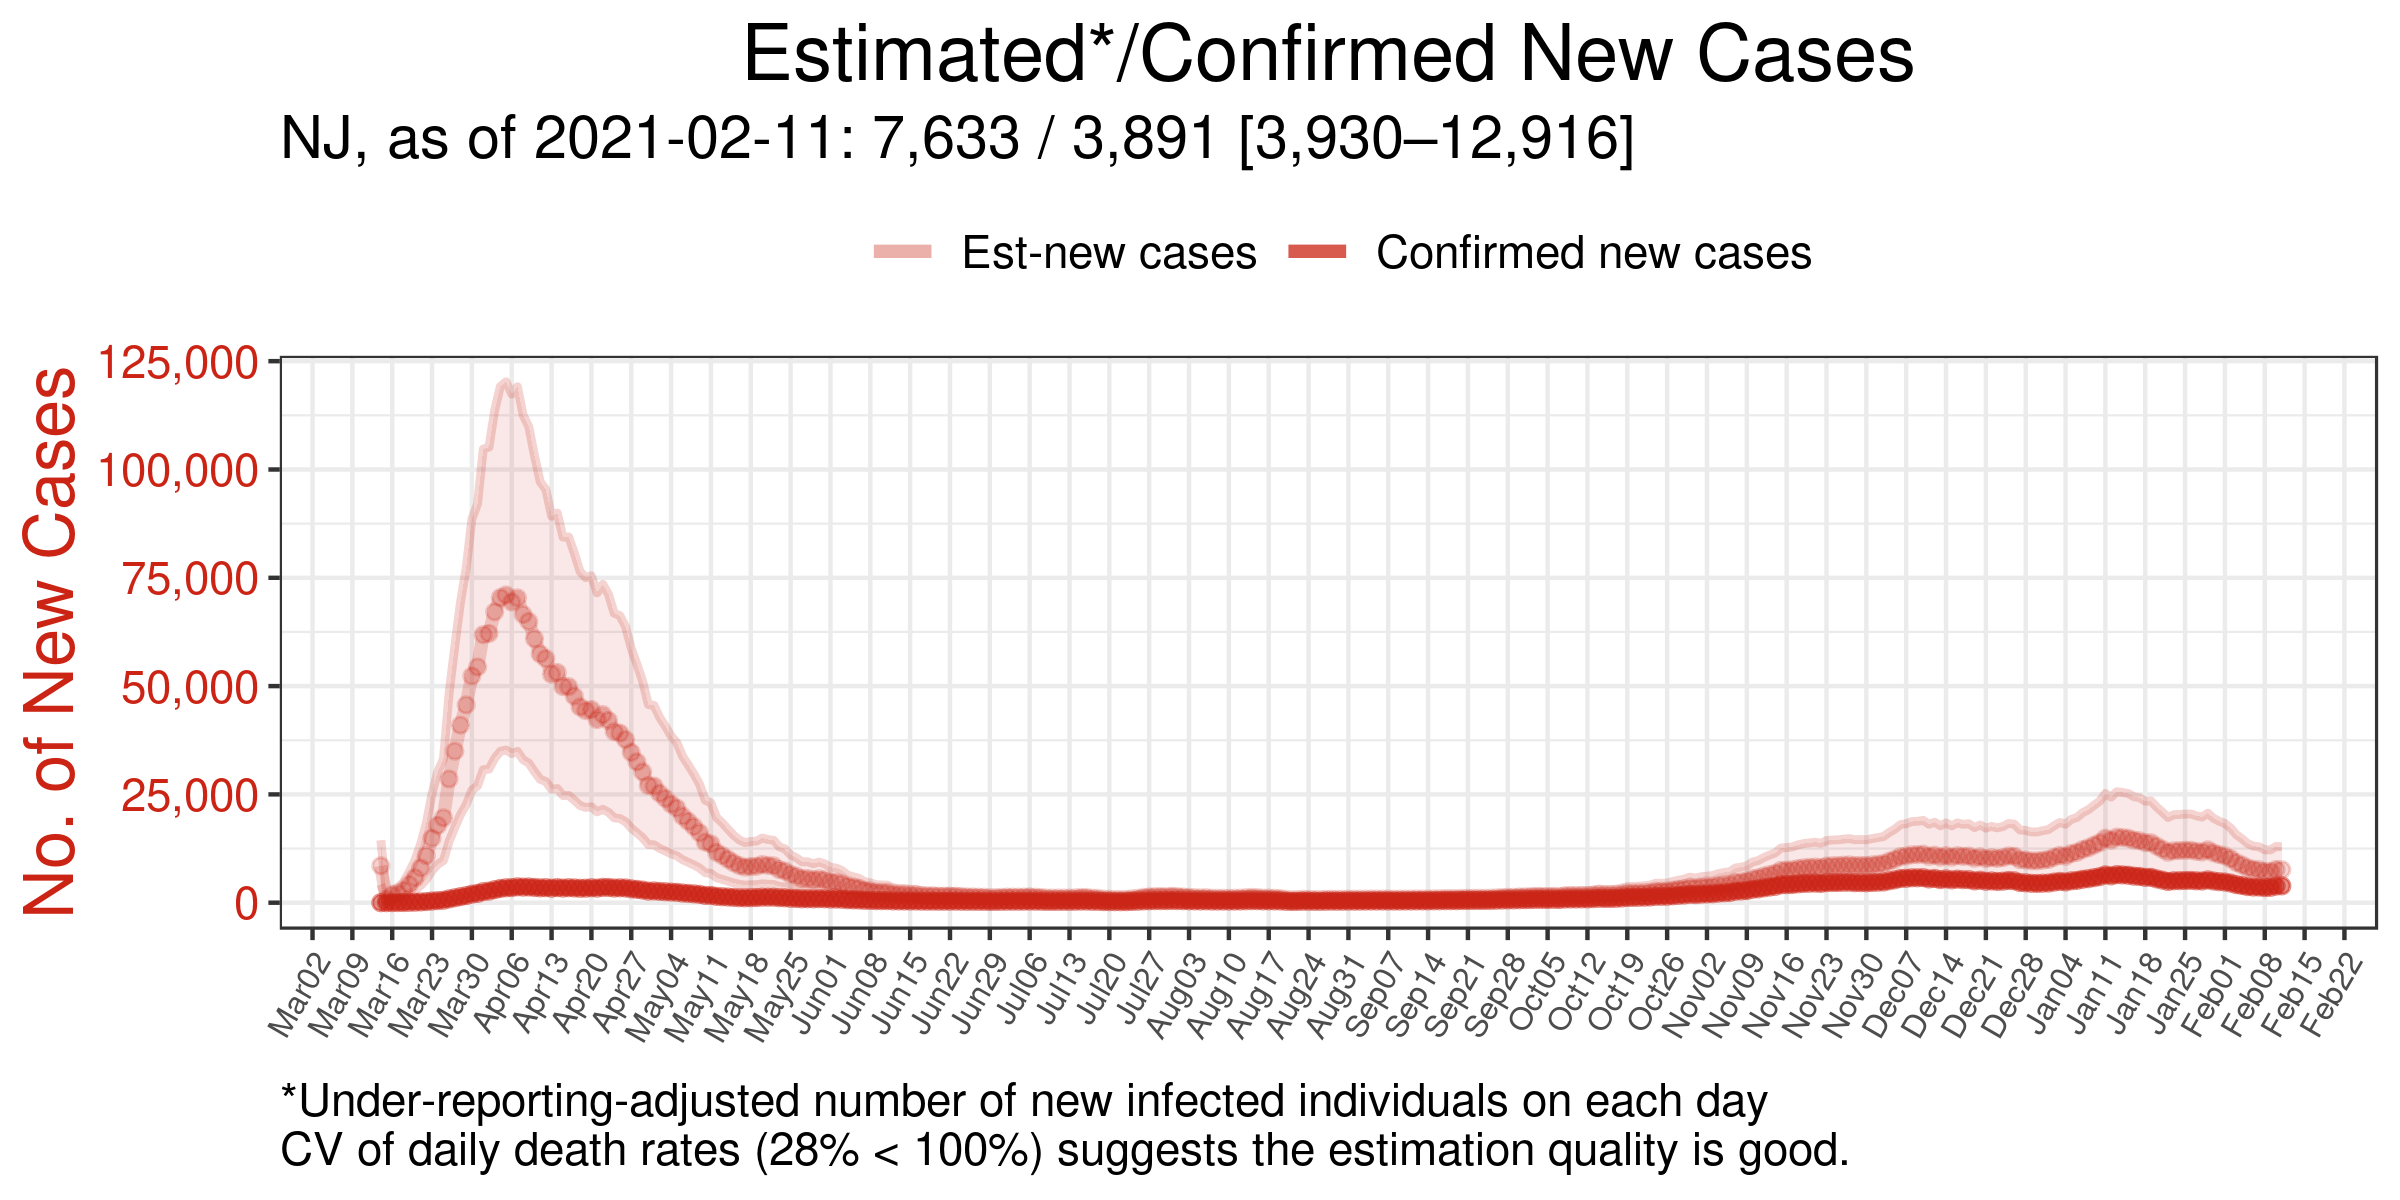 Estimated*/Confirmed New Cases
NJ, as of 2021-02-11: 7,633 / 3,891 [3,930–12,916]
Est-new cases Confirmed new cases
No. of New Cases
125,000
100,000
75,000
50,000
25,000
0
Mar02 Mar09 Mar16 Mar23 Mar30 Apr06 Apr13 Apr20 Apr27 May04 May11 May18 May25 Jun01 Jun08 Jun15 Jun22 Jun29 Jul06 Jul13 Jul20 Jul27 Aug03 Aug10 Aug17 Aug24 Aug31 Sep07 Sep14 Sep21 Sep28 Oct05 Oct12 Oct19 Oct26 Nov02 Nov09 Nov16 Nov23 Nov30 Dec07 Dec14 Dec21 Dec28 Jan04 Jan11 Jan18 Jan25 Feb01 Feb08 Feb15 Feb22
*Under-reporting-adjusted number of new infected individuals on each day
CV of daily death rates (28% < 100%) suggests the estimation quality is good.